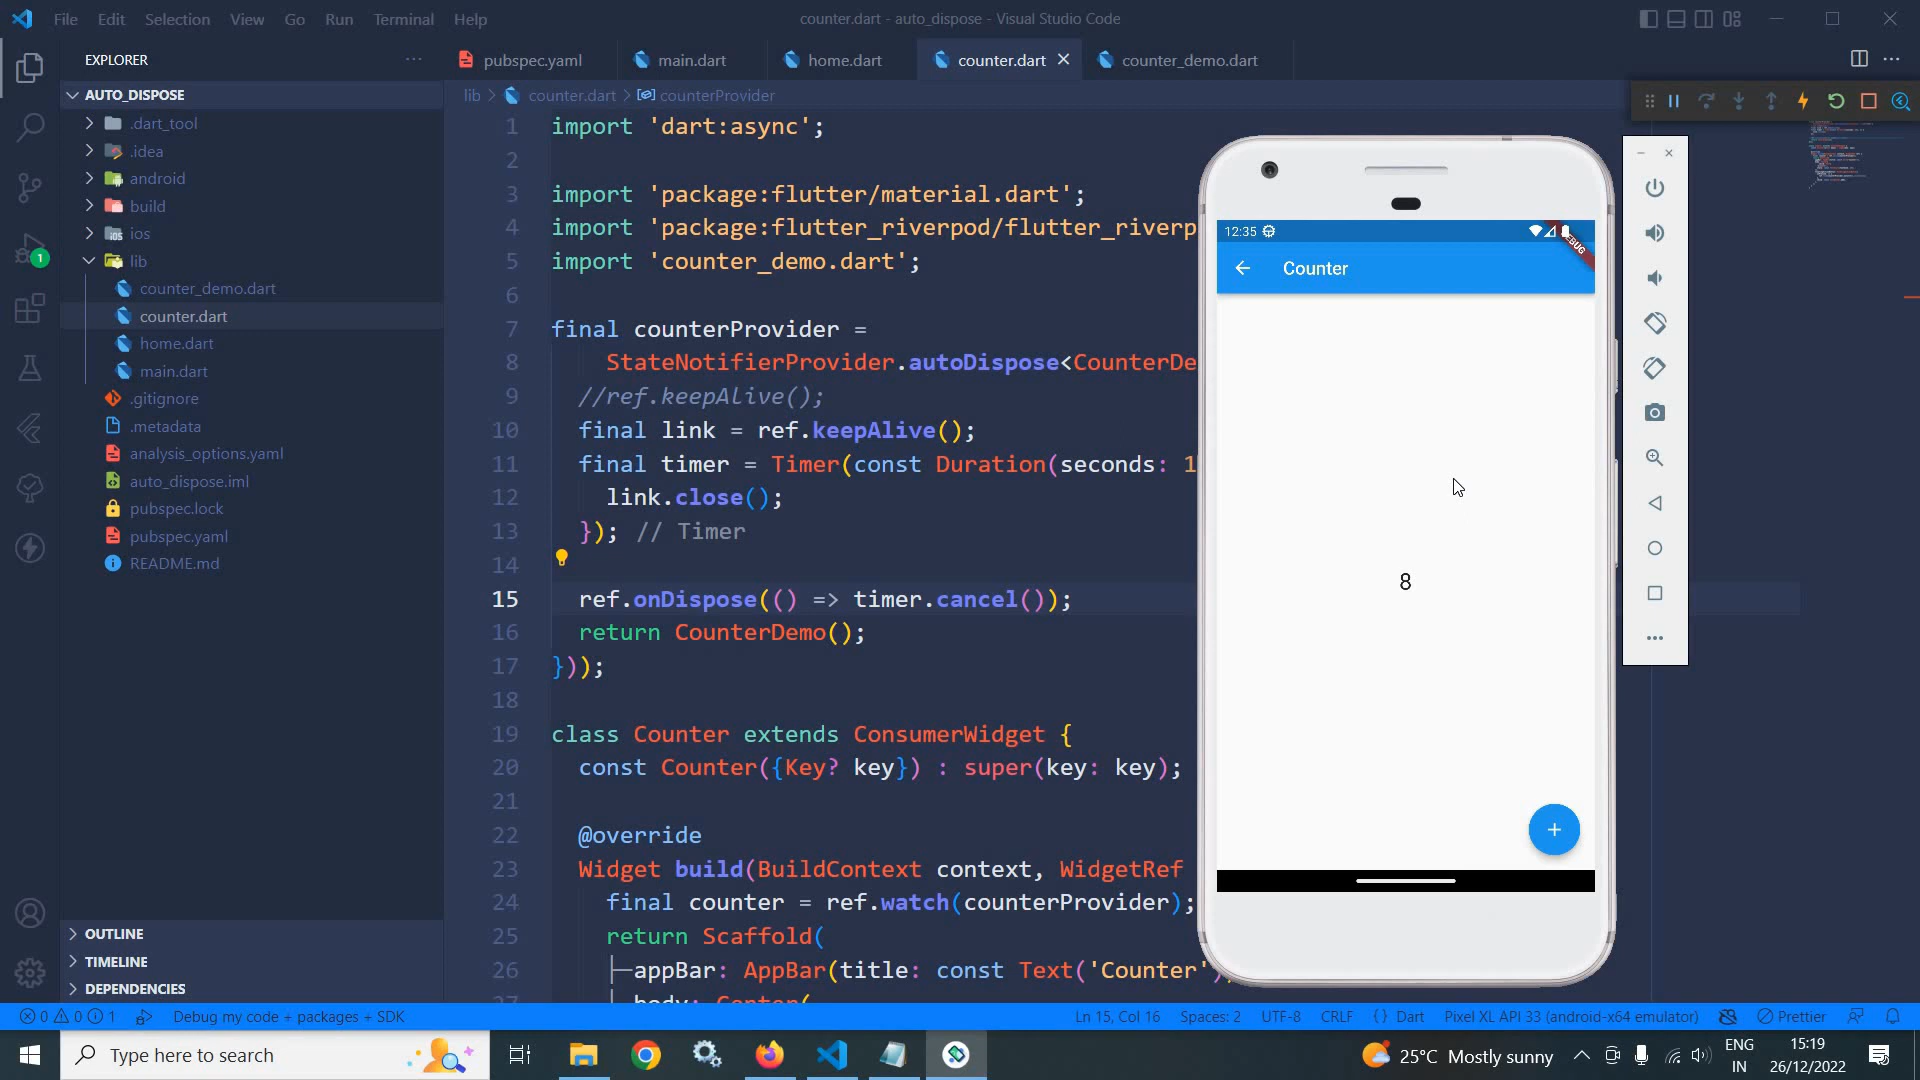 File Edit Selection View Go Run Terminal Help
counter.dart - auto_dispose - Visual Studio Code
EXPLORER
pubspec.yaml
main.dart
home.dart
counter.dart
counter_demo.dart
AUTO_DISPOSE
lib > counter.dart > counterProvider
.dart_tool
.idea
android
build
ios
lib
counter_demo.dart
counter.dart
home.dart
main.dart
.gitignore
.metadata
analysis_options.yaml
auto_dispose.iml
pubspec.lock
pubspec.yaml
README.md
OUTLINE
TIMELINE
DEPENDENCIES
1
1 import 'dart:async';
2
3 import 'package:flutter/material.dart';
4 import 'package:flutter_riverpod/flutter_riverp
5 import 'counter_demo.dart';
6
7 final counterProvider =
8 StateNotifierProvider.autoDispose<CounterDe
9 //ref.keepAlive();
10 final link = ref.keepAlive();
11 final timer = Timer(const Duration(seconds: 1
12 link.close();
13 }); // Timer
14
15 ref.onDispose(() => timer.cancel());
16 return CounterDemo();
17 }));
18
19 class Counter extends ConsumerWidget {
20 const Counter({Key? key}) : super(key: key);
21
22 @override
23 Widget build(BuildContext context, WidgetRef
24 final counter = ref.watch(counterProvider);
25 return Scaffold(
26 appBar: AppBar(title: const Text('Counter')
27 body: Center(
12:35
DEBUG
Counter
8
0 0 1 Debug my code + packages + SDK
Ln 15, Col 16 Spaces: 2 UTF-8 CRLF {} Dart Pixel XL API 33 (android-x64 emulator) Prettier
Type here to search
25°C Mostly sunny
ENG
IN
15:19
26/12/2022